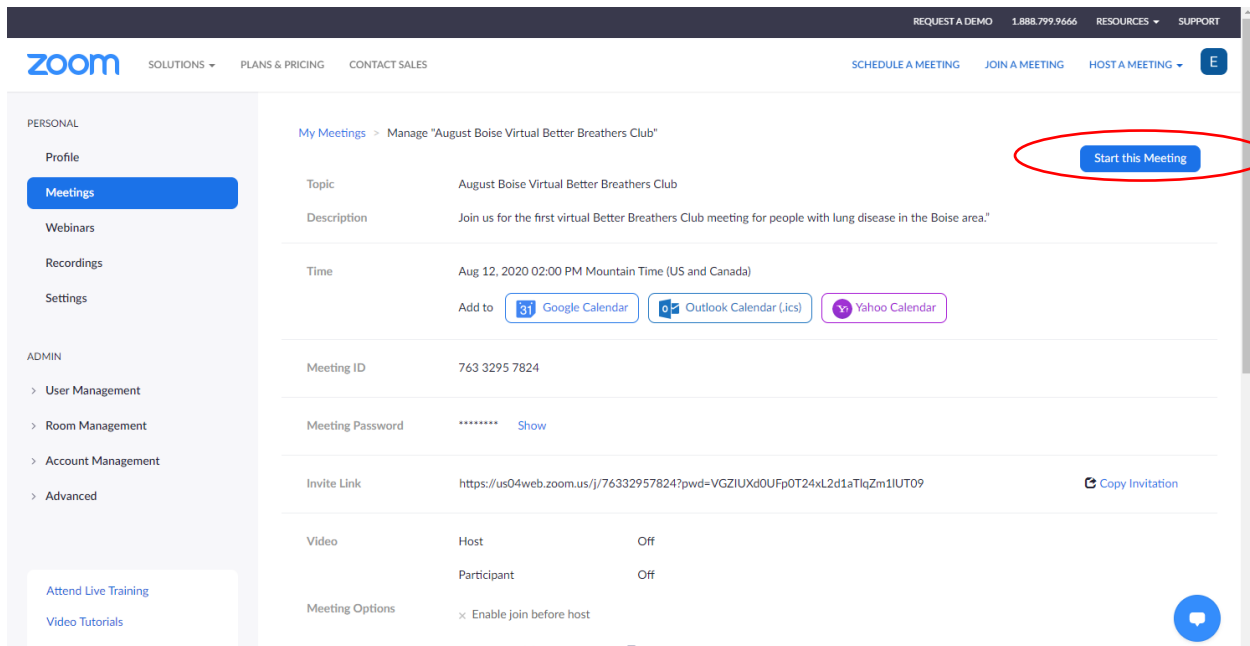 REQUEST A DEMO 1.888.799.9666 RESOURCES SUPPORT
zoom SOLUTIONS PLANS & PRICING CONTACT SALES SCHEDULE A MEETING JOIN A MEETING HOST A MEETING E
PERSONAL
Profile
Meetings
Webinars
Recordings
Settings
ADMIN
> User Management
> Room Management
> Account Management
> Advanced
Attend Live Training
Video Tutorials
My Meetings > Manage "August Boise Virtual Better Breathers Club"
Start this Meeting
Topic August Boise Virtual Better Breathers Club
Description Join us for the first virtual Better Breathers Club meeting for people with lung disease in the Boise area."
Time Aug 12, 2020 02:00 PM Mountain Time (US and Canada)
Add to 31 Google Calendar Outlook Calendar (.ics) Yahoo Calendar
Meeting ID 763 3295 7824
Meeting Password ******** Show
Invite Link https://us04web.zoom.us/j/76332957824?pwd=VGZIUXd0UFp0T24xL2d1aTlqZm1IUT09 Copy Invitation
Video Host Off
Participant Off
Meeting Options × Enable join before host